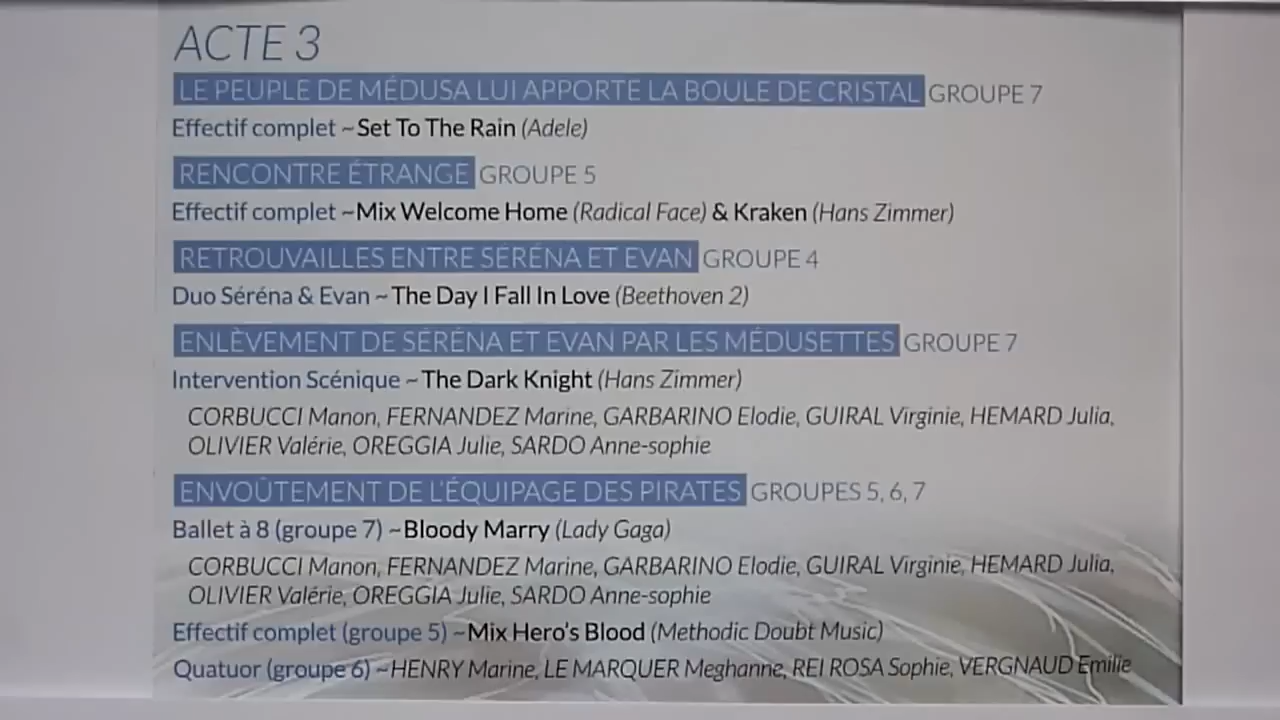 ACTE 3
LE PEUPLE DE MÉDUSA LUI APPORTE LA BOULE DE CRISTAL GROUPE 7
Effectif complet ~ Set To The Rain (Adele)
RENCONTRE ÉTRANGE GROUPE 5
Effectif complet ~ Mix Welcome Home (Radical Face) & Kraken (Hans Zimmer)
RETROUVAILLES ENTRE SÉRÉNA ET EVAN GROUPE 4
Duo Séréna & Evan ~ The Day I Fall In Love (Beethoven 2)
ENLÈVEMENT DE SÉRÉNA ET EVAN PAR LES MÉDUSETTES GROUPE 7
Intervention Scénique ~ The Dark Knight (Hans Zimmer)
CORBUCCI Manon, FERNANDEZ Marine, GARBARINO Elodie, GUIRAL Virginie, HEMARD Julia,
OLIVIER Valérie, OREGGIA Julie, SARDO Anne-sophie
ENVOÛTEMENT DE L'ÉQUIPAGE DES PIRATES GROUPES 5, 6, 7
Ballet à 8 (groupe 7) ~ Bloody Marry (Lady Gaga)
CORBUCCI Manon, FERNANDEZ Marine, GARBARINO Elodie, GUIRAL Virginie, HEMARD Julia,
OLIVIER Valérie, OREGGIA Julie, SARDO Anne-sophie
Effectif complet (groupe 5) ~ Mix Hero's Blood (Methodic Doubt Music)
Quatuor (groupe 6) ~ HENRY Marine, LE MARQUER Meghanne, REI ROSA Sophie, VERGNAUD Emilie